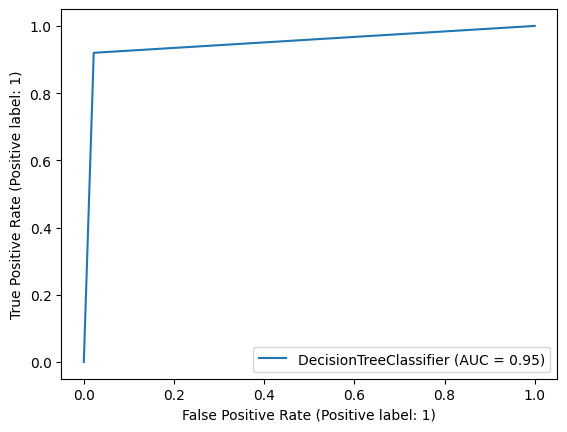 True Positive Rate (Positive label: 1)
1.0
0.8
0.6
0.4
0.2
0.0
DecisionTreeClassifier (AUC = 0.95)
0.0 0.2 0.4 0.6 0.8 1.0
False Positive Rate (Positive label: 1)